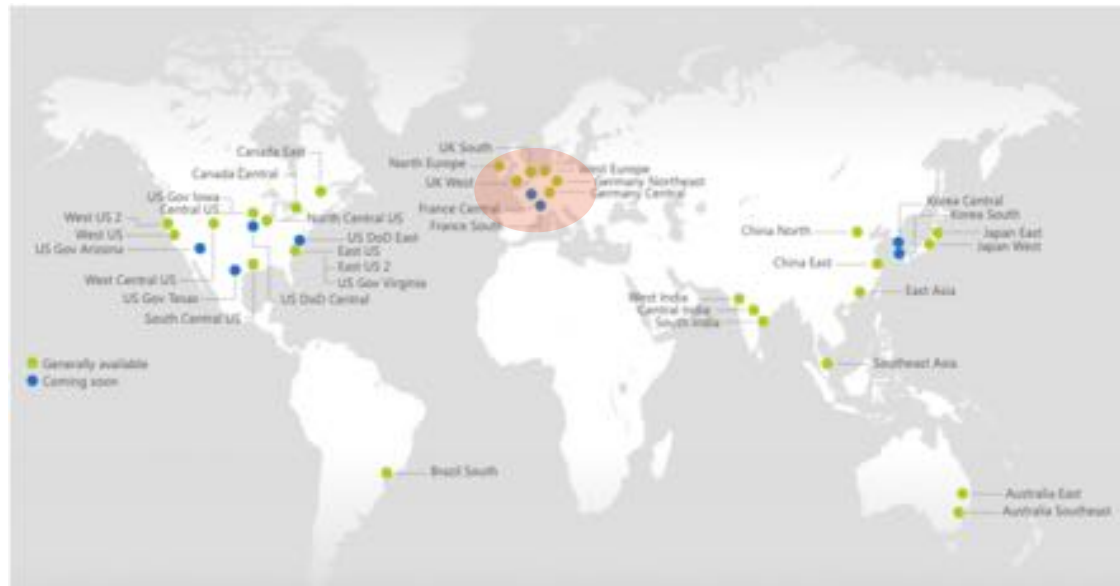 UK South
North Europe
West Europe
UK West
Germany Northeast
Germany Central
France Central
France South
Canada East
Canada Central
US Gov Iowa
Central US
North Central US
West US 2
West US
US Gov Arizona
US DoD East
East US
East US 2
US Gov Virginia
West Central US
US Gov Texas
US DoD Central
South Central US
Korea Central
Korea South
Japan East
Japan West
China North
China East
East Asia
West India
Central India
South India
Southeast Asia
Generally available
Coming soon
Brazil South
Australia East
Australia Southeast